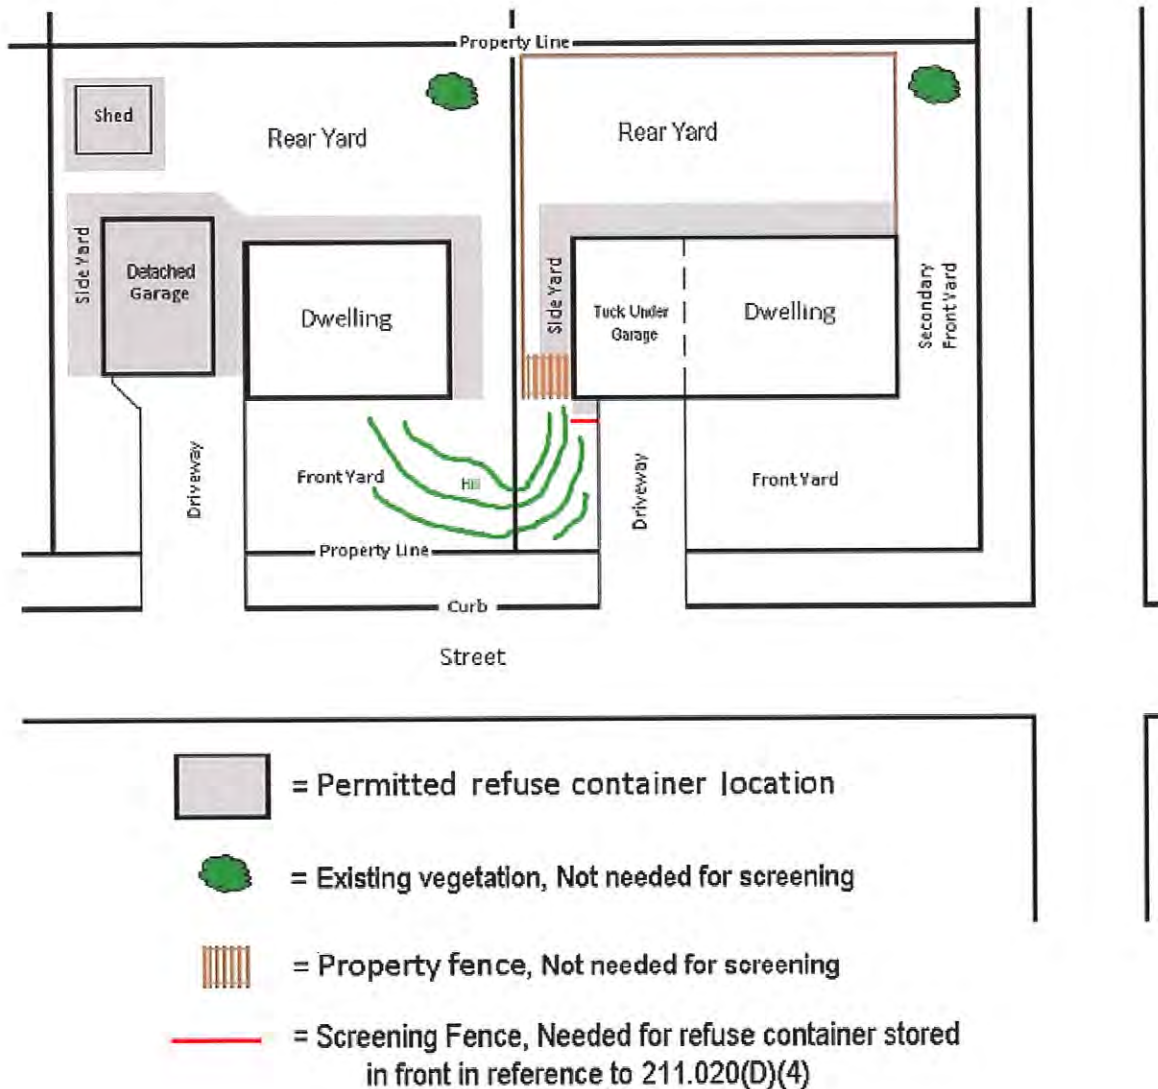 Property Line
Shed
Rear Yard
Rear Yard
Side Yard
Detached
Garage
Dwelling
Side Yard
Tuck Under
Garage
Dwelling
Secondary
Front Yard
Driveway
Front Yard
Hill
Driveway
Front Yard
Property Line
Curb
Street
= Permitted refuse container location
= Existing vegetation, Not needed for screening
= Property fence, Not needed for screening
= Screening Fence, Needed for refuse container stored
in front in reference to 211.020(D)(4)